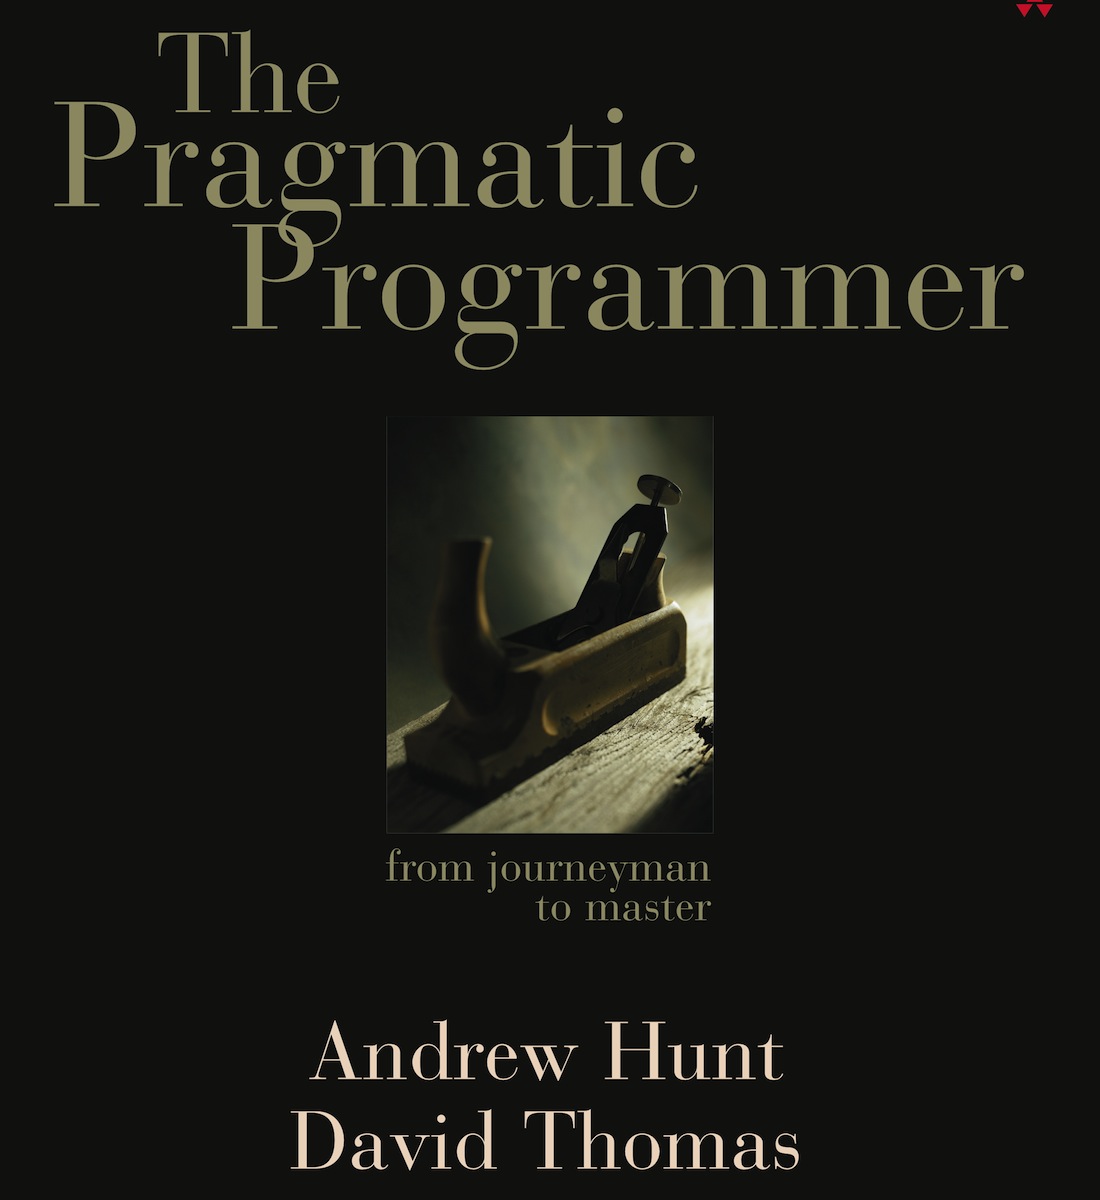 The
Pragmatic
Programmer
from journeyman
to master
Andrew Hunt
David Thomas